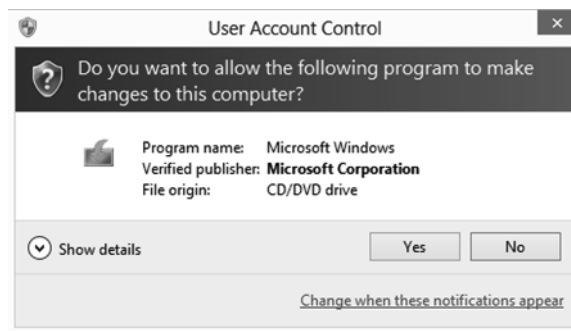 User Account Control
Do you want to allow the following program to make
changes to this computer?
Program name: Microsoft Windows
Verified publisher: Microsoft Corporation
File origin: CD/DVD drive
Show details
Yes
No
Change when these notifications appear